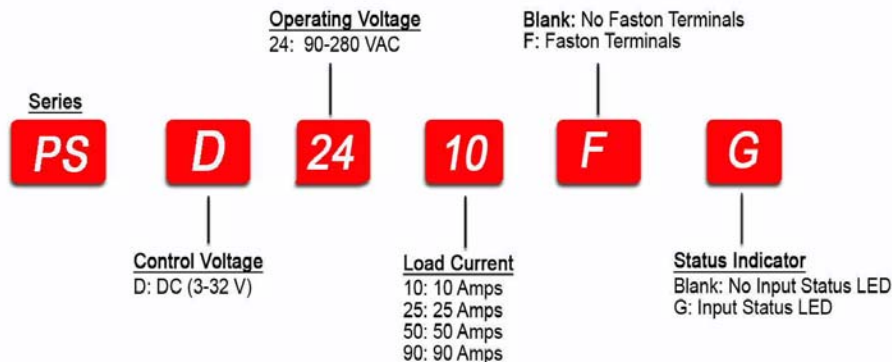 Operating Voltage
24: 90-280 VAC
Blank: No Faston Terminals
F: Faston Terminals
Series
PS
D
24
10
F
G
Control Voltage
D: DC (3-32 V)
Load Current
10: 10 Amps
25: 25 Amps
50: 50 Amps
90: 90 Amps
Status Indicator
Blank: No Input Status LED
G: Input Status LED